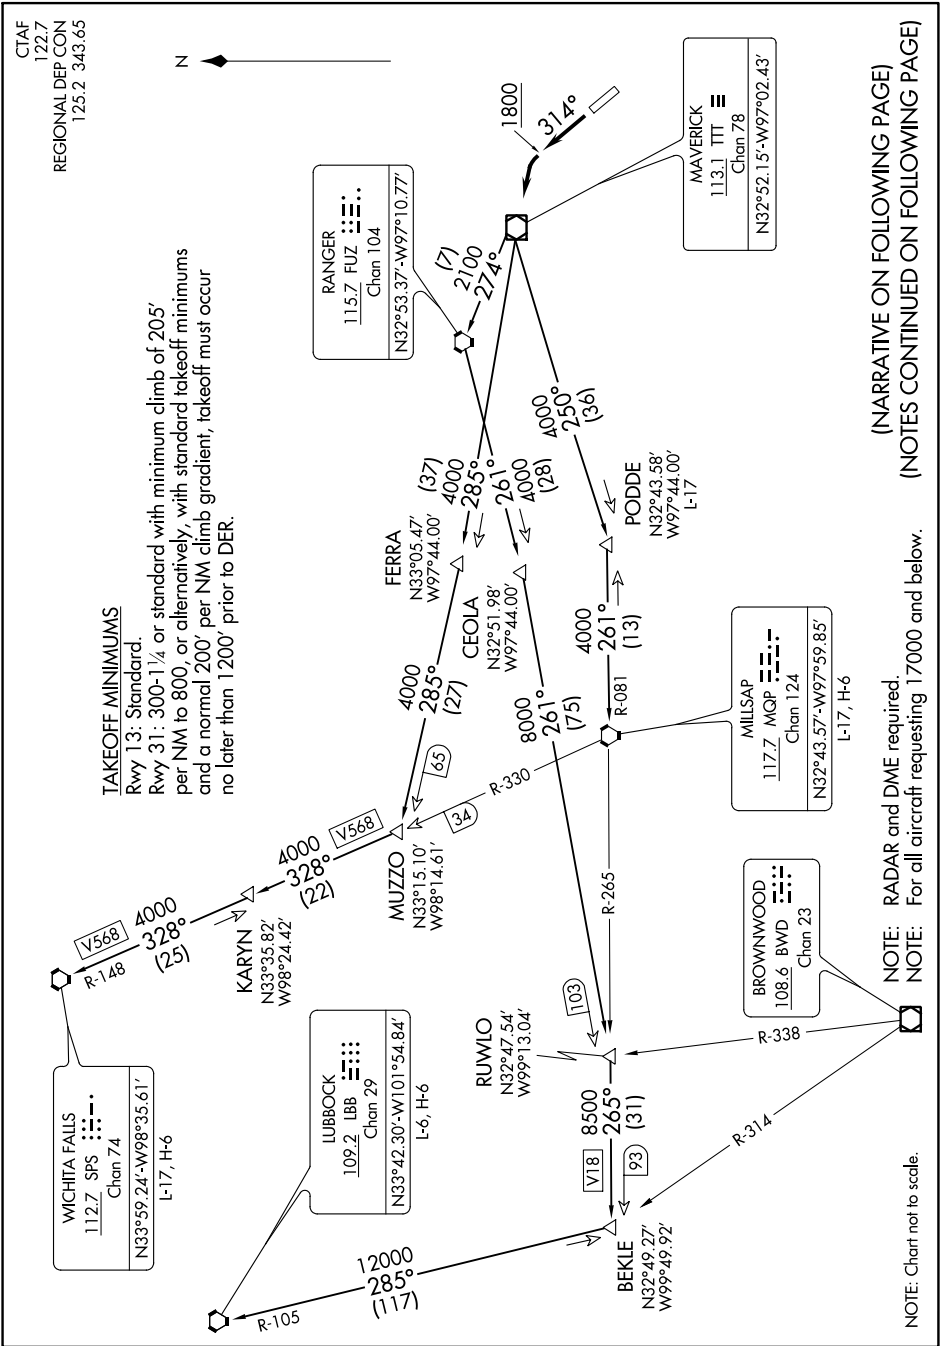 CTAF
122.7
REGIONAL DEP CON
125.2 343.65
N
TAKEOFF MINIMUMS
Rwy 13: Standard.
Rwy 31: 300-1¼ or standard with minimum climb of 205'
per NM to 800, or alternatively, with standard takeoff minimums
and a normal 200' per NM climb gradient, takeoff must occur
no later than 1200' prior to DER.
WICHITA FALLS
112.7 SPS
Chan 74
N33°59.24'-W98°35.61'
L-17, H-6
V568
4000
328°
(25)
R-148
KARYN
N33°35.82'
W98°24.42'
4000
328°
(22)
V568
MUZZO
N33°15.10'
W98°14.61'
65
34
R-330
4000
285°
(27)
FERRA
N33°05.47'
W97°44.00'
(37)
4000
285°
RANGER
115.7 FUZ
Chan 104
N32°53.37'-W97°10.77'
(7)
2100
274°
1800
314°
MAVERICK
113.1 TTT
Chan 78
N32°52.15'-W97°02.43'
CEOLA
N32°51.98'
W97°44.00'
261°
4000
(28)
8000
261°
(75)
4000
250°
(36)
PODDE
N32°43.58'
W97°44.00'
L-17
4000
261°
(13)
R-081
MILLSAP
117.7 MQP
Chan 124
N32°43.57'-W97°59.85'
L-17, H-6
R-265
103
RUWLO
N32°47.54'
W99°13.04'
LUBBOCK
109.2 LBB
Chan 29
N33°42.30'-W101°54.84'
L-6, H-6
8500
265°
(31)
V18
93
BEKLE
N32°49.27'
W99°49.92'
12000
285°
(117)
R-105
BROWNWOOD
108.6 BWD
Chan 23
R-338
R-314
NOTE: RADAR and DME required.
NOTE: For all aircraft requesting 17000 and below.
(NARRATIVE ON FOLLOWING PAGE)
(NOTES CONTINUED ON FOLLOWING PAGE)
NOTE: Chart not to scale.